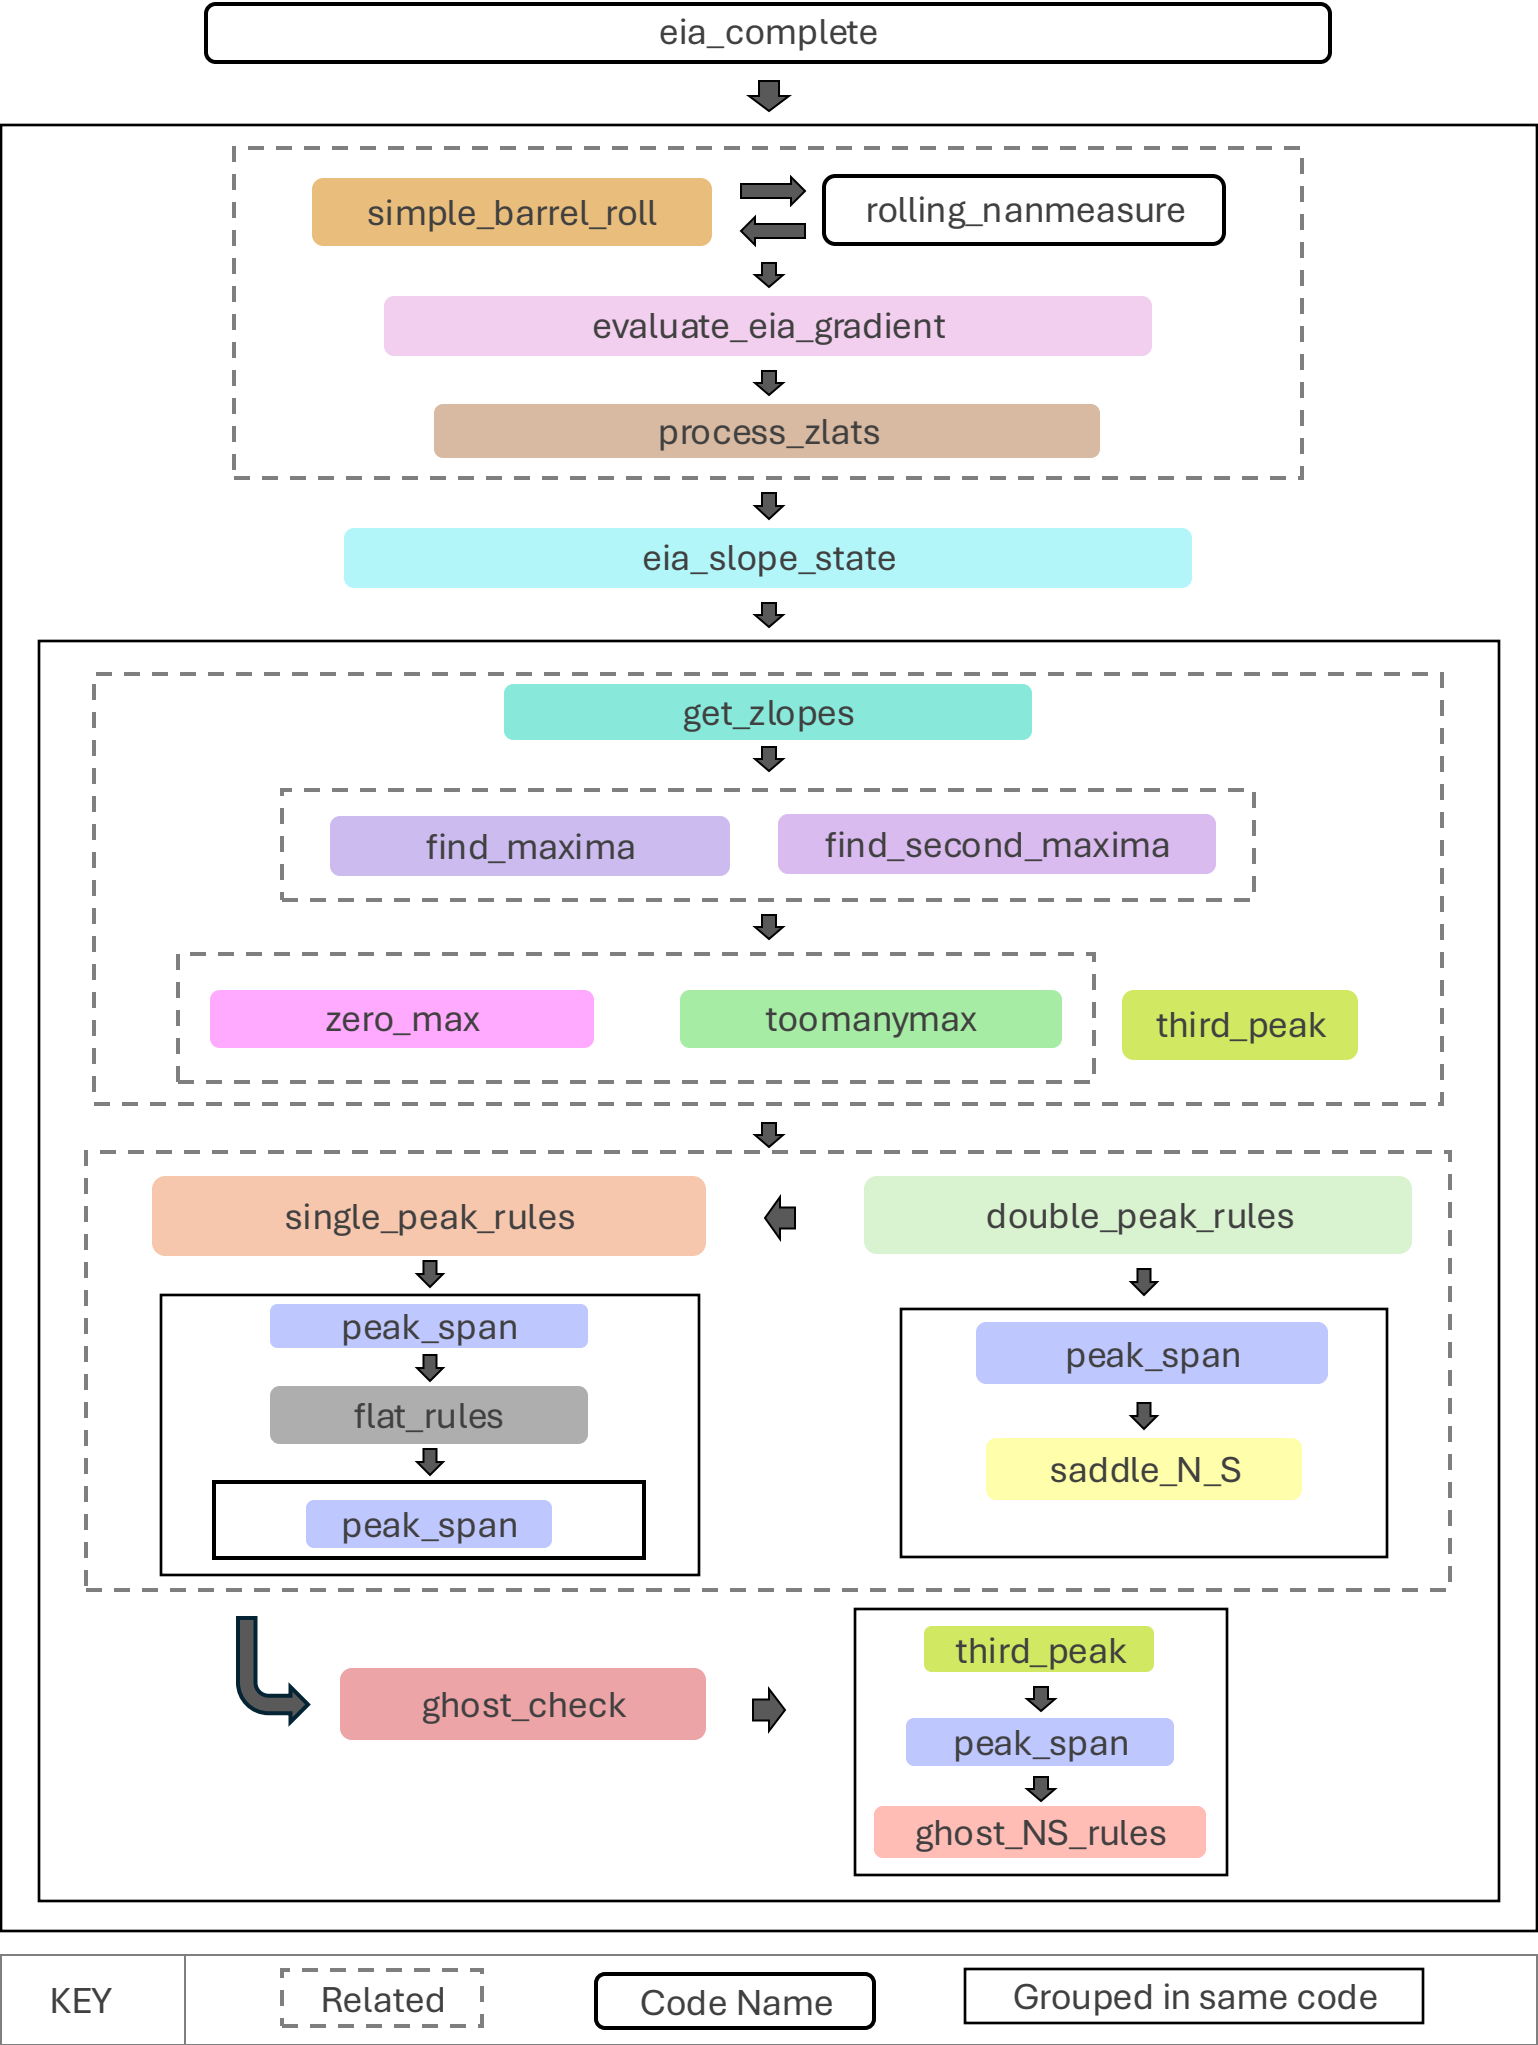 eia_complete
simple_barrel_roll
rolling_nanmeasure
evaluate_eia_gradient
process_zlats
eia_slope_state
get_zlopes
find_maxima
find_second_maxima
zero_max
toomanymax
third_peak
single_peak_rules
double_peak_rules
peak_span
flat_rules
peak_span
peak_span
saddle_N_S
ghost_check
third_peak
peak_span
ghost_NS_rules
KEY
Related
Code Name
Grouped in same code